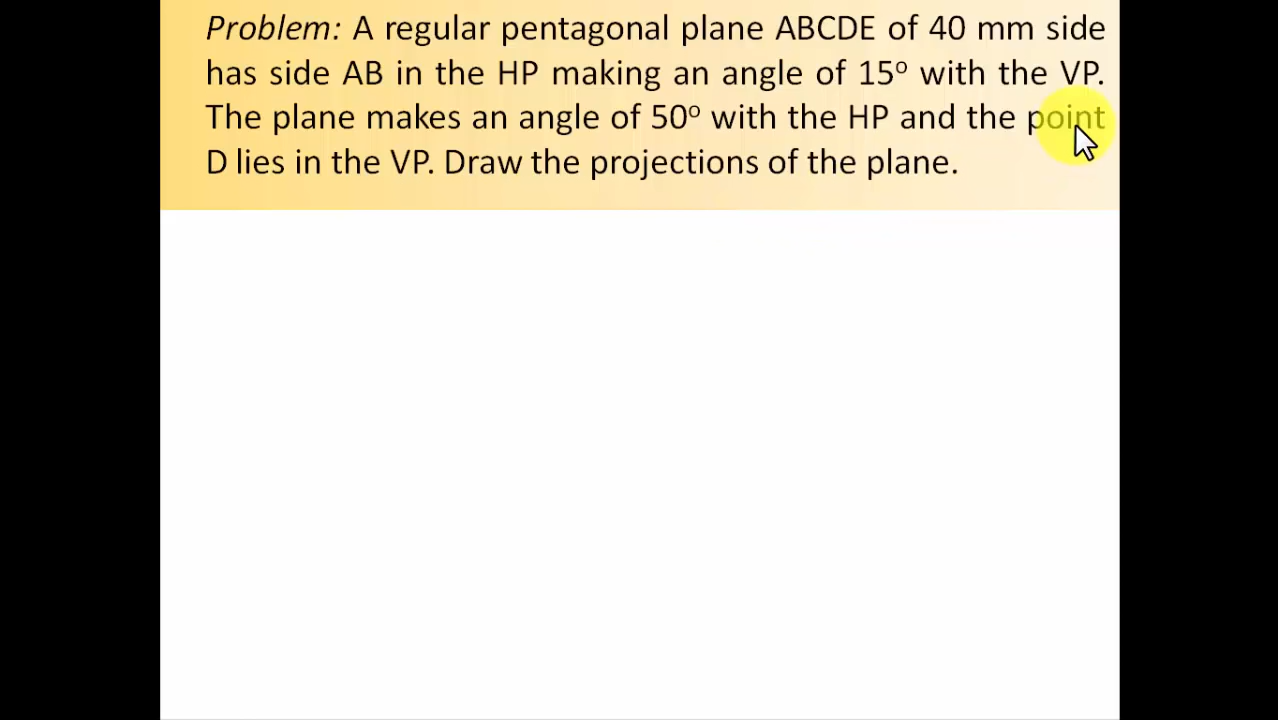 Problem: A regular pentagonal plane ABCDE of 40 mm side
has side AB in the HP making an angle of 15º with the VP.
The plane makes an angle of 50º with the HP and the point
D lies in the VP. Draw the projections of the plane.